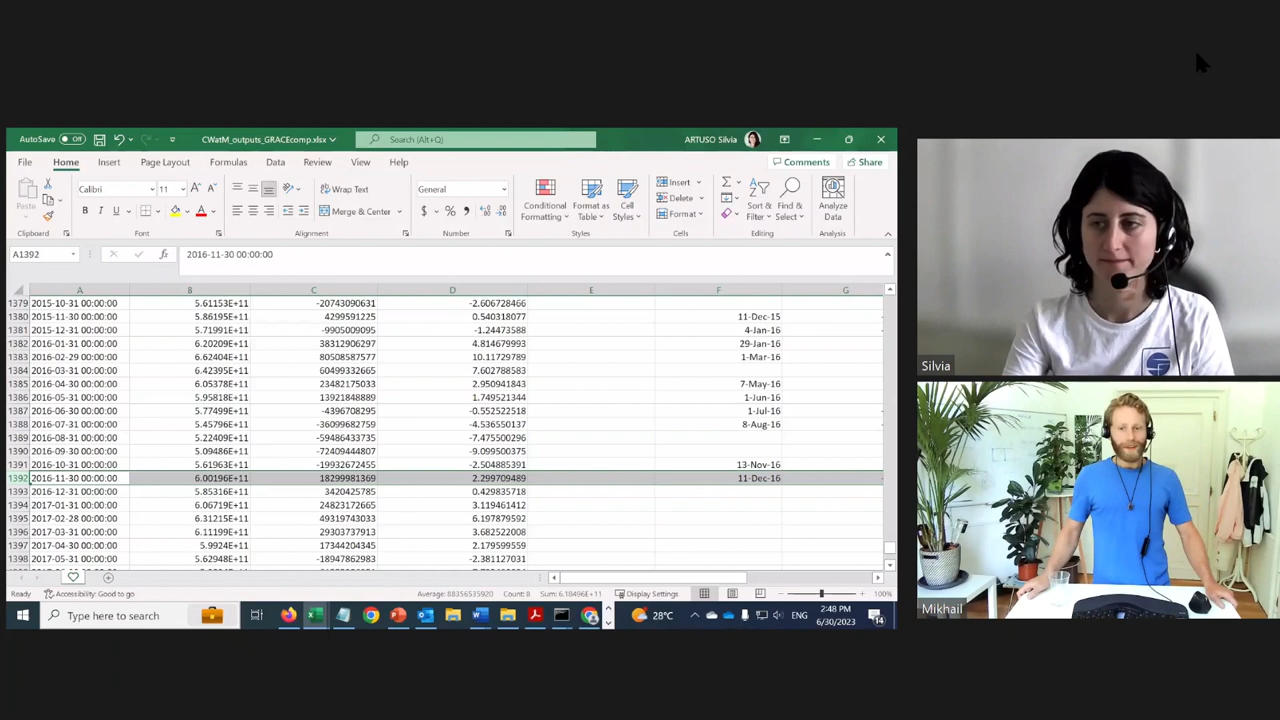 AutoSave Off CWatM_outputs_GRACEcomp.xlsx Search (Alt+Q) ARTUSO Silvia
File Home Insert Page Layout Formulas Data Review View Help Comments Share
Paste Calibri 11 A A Wrap Text General Conditional Formatting Format as Table Cell Styles Insert Sort & Filter Find & Select Analyze Data
B I U A Merge & Center $ % Delete
Format
Clipboard Font Alignment Number Styles Cells Editing Analysis
A1392 fx 2016-11-30 00:00:00
A B C D E F G
1379 2015-10-31 00:00:00 5.61153E+11 -20743090631 -2.606728466
1380 2015-11-30 00:00:00 5.86195E+11 4299591225 0.540318077 11-Dec-15
1381 2015-12-31 00:00:00 5.71991E+11 -9905009095 -1.24473588 4-Jan-16
1382 2016-01-31 00:00:00 6.20209E+11 38312906297 4.814679993 29-Jan-16
1383 2016-02-29 00:00:00 6.62404E+11 80508587577 10.11729789 1-Mar-16
1384 2016-03-31 00:00:00 6.42395E+11 60499332665 7.602788538
1385 2016-04-30 00:00:00 6.05378E+11 23482175033 2.950941843 7-May-16
1386 2016-05-31 00:00:00 5.95818E+11 13921848889 1.749521344 1-Jun-16
1387 2016-06-30 00:00:00 5.77499E+11 -4396708295 -0.552522518 1-Jul-16
1388 2016-07-31 00:00:00 5.45796E+11 -36099682759 -4.536550137 8-Aug-16
1389 2016-08-31 00:00:00 5.22409E+11 -59486433735 -7.475500296
1390 2016-09-30 00:00:00 5.09486E+11 -72409444807 -9.099500345
1391 2016-10-31 00:00:00 5.61963E+11 -19932672455 -2.504885391 13-Nov-16
1392 2016-11-30 00:00:00 6.00196E+11 18299981369 2.299709489 11-Dec-16
1393 2016-12-31 00:00:00 5.85316E+11 3420425785 0.429835718
1394 2017-01-31 00:00:00 6.06719E+11 24823172665 3.119461412
1395 2017-02-28 00:00:00 6.31215E+11 49319743033 6.197879592
1396 2017-03-31 00:00:00 6.11199E+11 29303737913 3.682522008
1397 2017-04-30 00:00:00 5.9924E+11 17344204345 2.179599559
1398 2017-05-31 00:00:00 5.62948E+11 -18947862983 -2.381127031
Ready Accessibility: Good to go Average: 88356535920 Count: 8 Sum: 6.18496E+11 Display Settings 100%
Type here to search 28°C ENG 2:48 PM
6/30/2023 14
Silvia
Mikhail